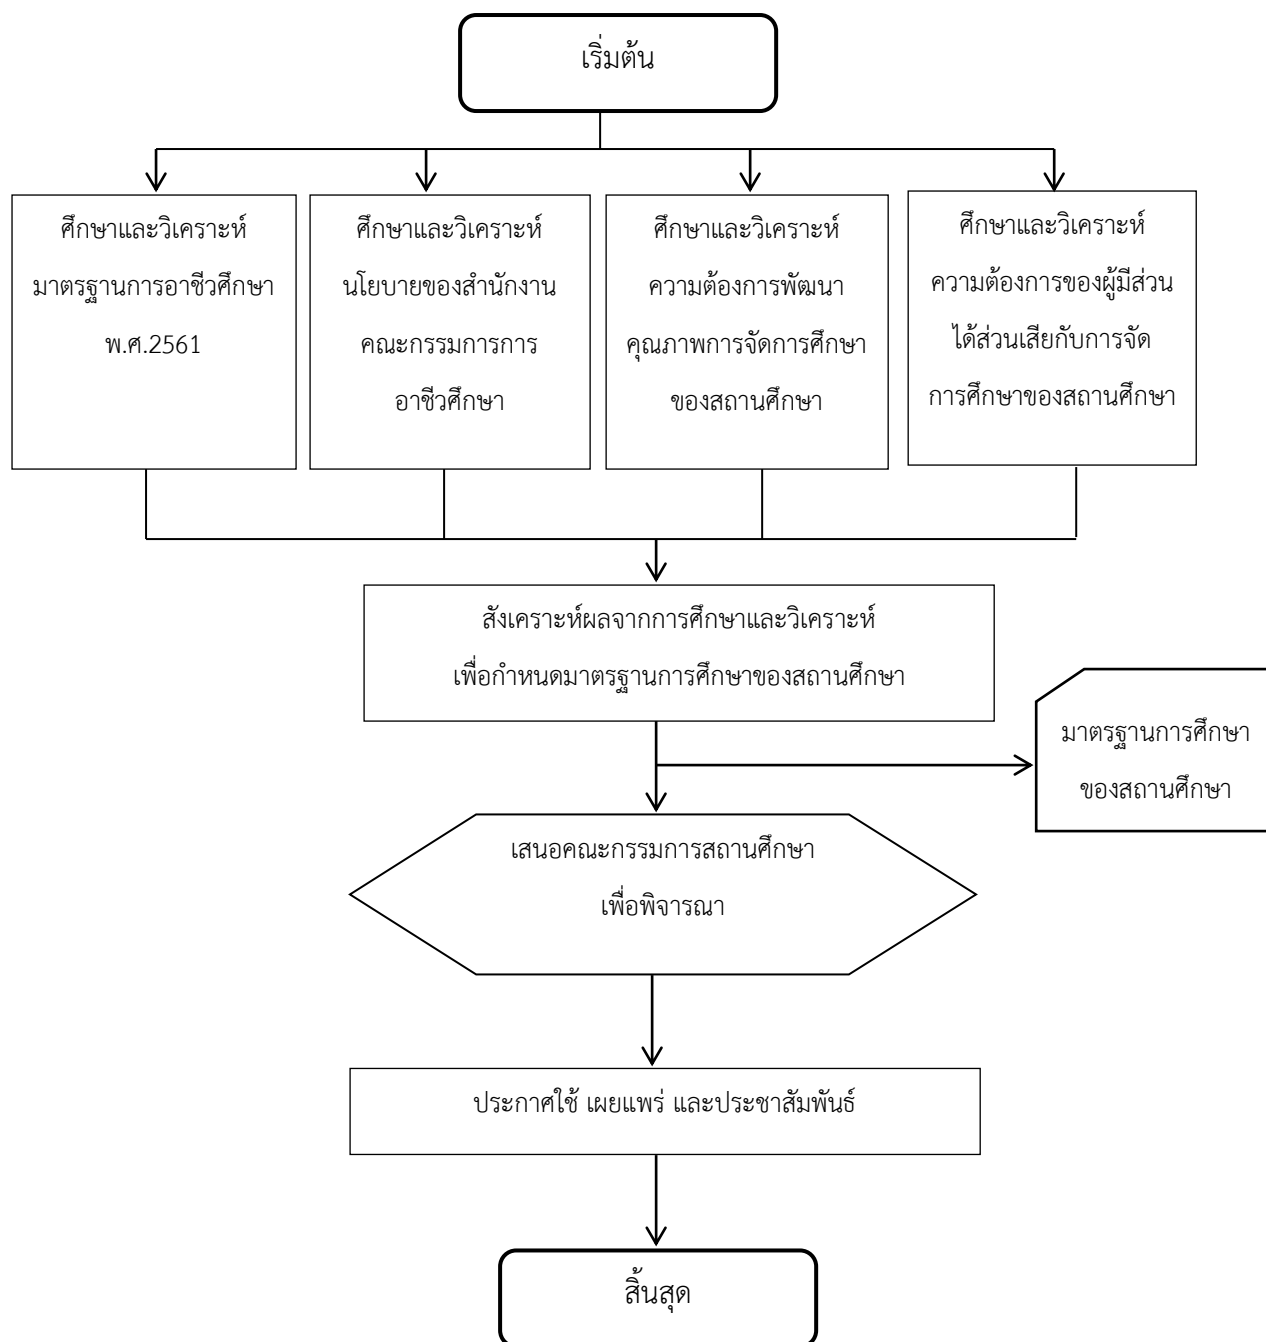 เริ่มต้น
ศึกษาและวิเคราะห์
มาตรฐานการอาชีวศึกษา
พ.ศ.2561
ศึกษาและวิเคราะห์
นโยบายของสำนักงาน
คณะกรรมการการ
อาชีวศึกษา
ศึกษาและวิเคราะห์
ความต้องการพัฒนา
คุณภาพการจัดการศึกษา
ของสถานศึกษา
ศึกษาและวิเคราะห์
ความต้องการของผู้มีส่วน
ได้ส่วนเสียกับการจัด
การศึกษาของสถานศึกษา
สังเคราะห์ผลจากการศึกษาและวิเคราะห์
เพื่อกำหนดมาตรฐานการศึกษาของสถานศึกษา
มาตรฐานการศึกษา
ของสถานศึกษา
เสนอคณะกรรมการสถานศึกษา
เพื่อพิจารณา
ประกาศใช้ เผยแพร่ และประชาสัมพันธ์
สิ้นสุด